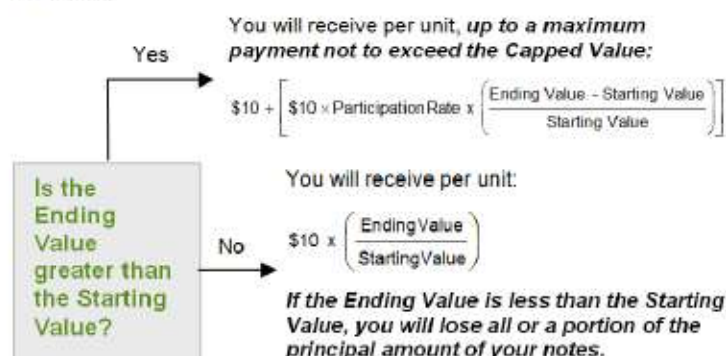 You will receive per unit, up to a maximum
payment not to exceed the Capped Value:
Yes
$10 + [ $10 × Participation Rate x ( Ending Value - Starting Value / Starting Value ) ]
Is the
Ending
Value
greater than
the Starting
Value?
You will receive per unit:
No
$10 x ( Ending Value / Starting Value )
If the Ending Value is less than the Starting
Value, you will lose all or a portion of the
principal amount of your notes.